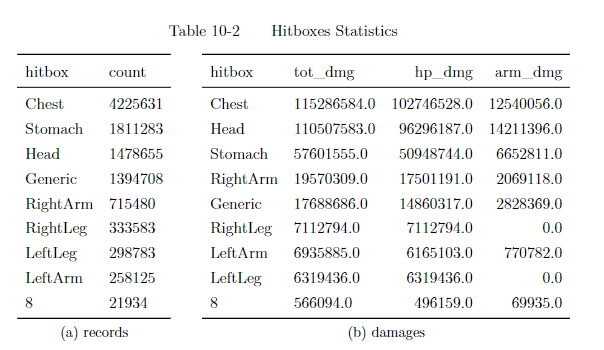 Table 10-2 Hitboxes Statistics
hitbox count
Chest 4225631
Stomach 1811283
Head 1478655
Generic 1394708
RightArm 715480
RightLeg 333583
LeftLeg 298783
LeftArm 258125
8 21934
(a) records
hitbox tot_dmg hp_dmg arm_dmg
Chest 115286584.0 102746528.0 12540056.0
Head 110507583.0 96296187.0 14211396.0
Stomach 57601555.0 50948744.0 6652811.0
RightArm 19570309.0 17501191.0 2069118.0
Generic 17688686.0 14860317.0 2828369.0
RightLeg 7112794.0 7112794.0 0.0
LeftArm 6935885.0 6165103.0 770782.0
LeftLeg 6319436.0 6319436.0 0.0
8 566094.0 496159.0 69935.0
(b) damages